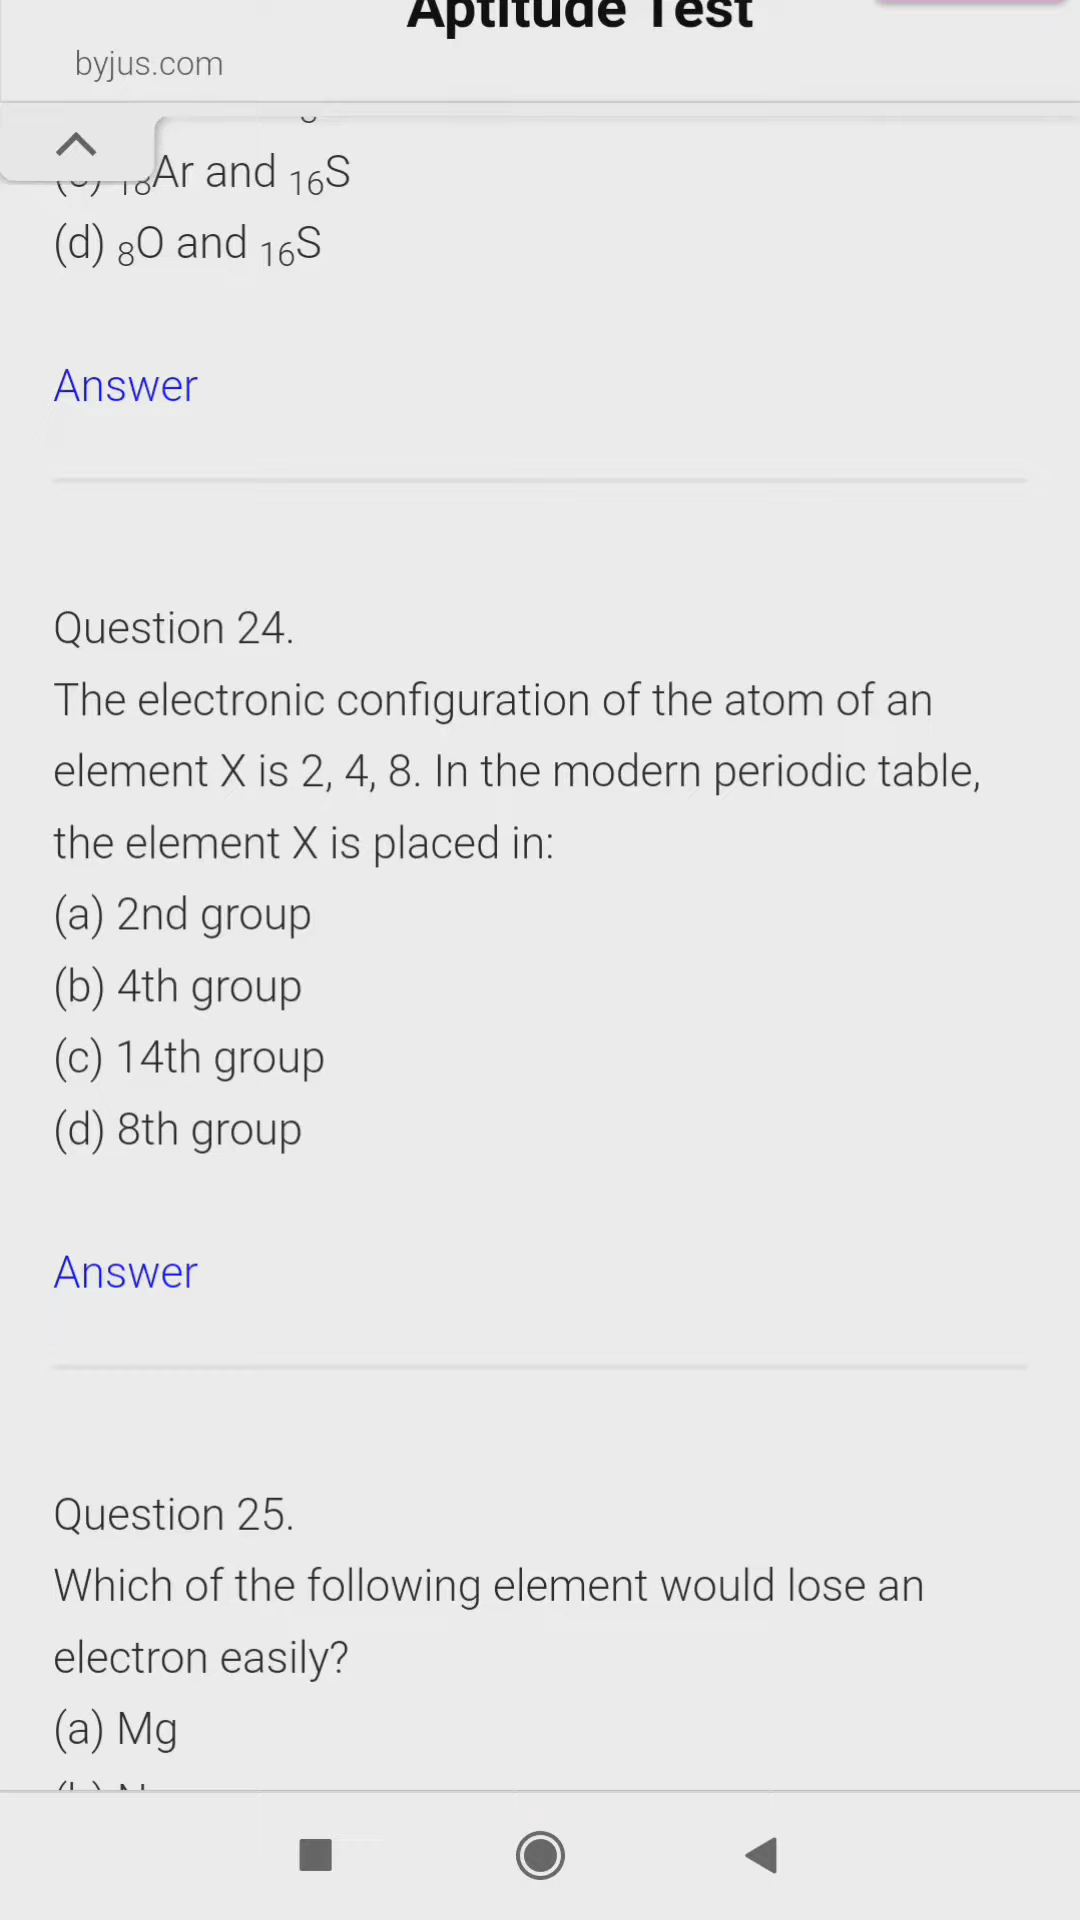 Aptitude Test
byjus.com
(c) 18Ar and 16S
(d) 8O and 16S
Answer
Question 24.
The electronic configuration of the atom of an
element X is 2, 4, 8. In the modern periodic table,
the element X is placed in:
(a) 2nd group
(b) 4th group
(c) 14th group
(d) 8th group
Answer
Question 25.
Which of the following element would lose an
electron easily?
(a) Mg